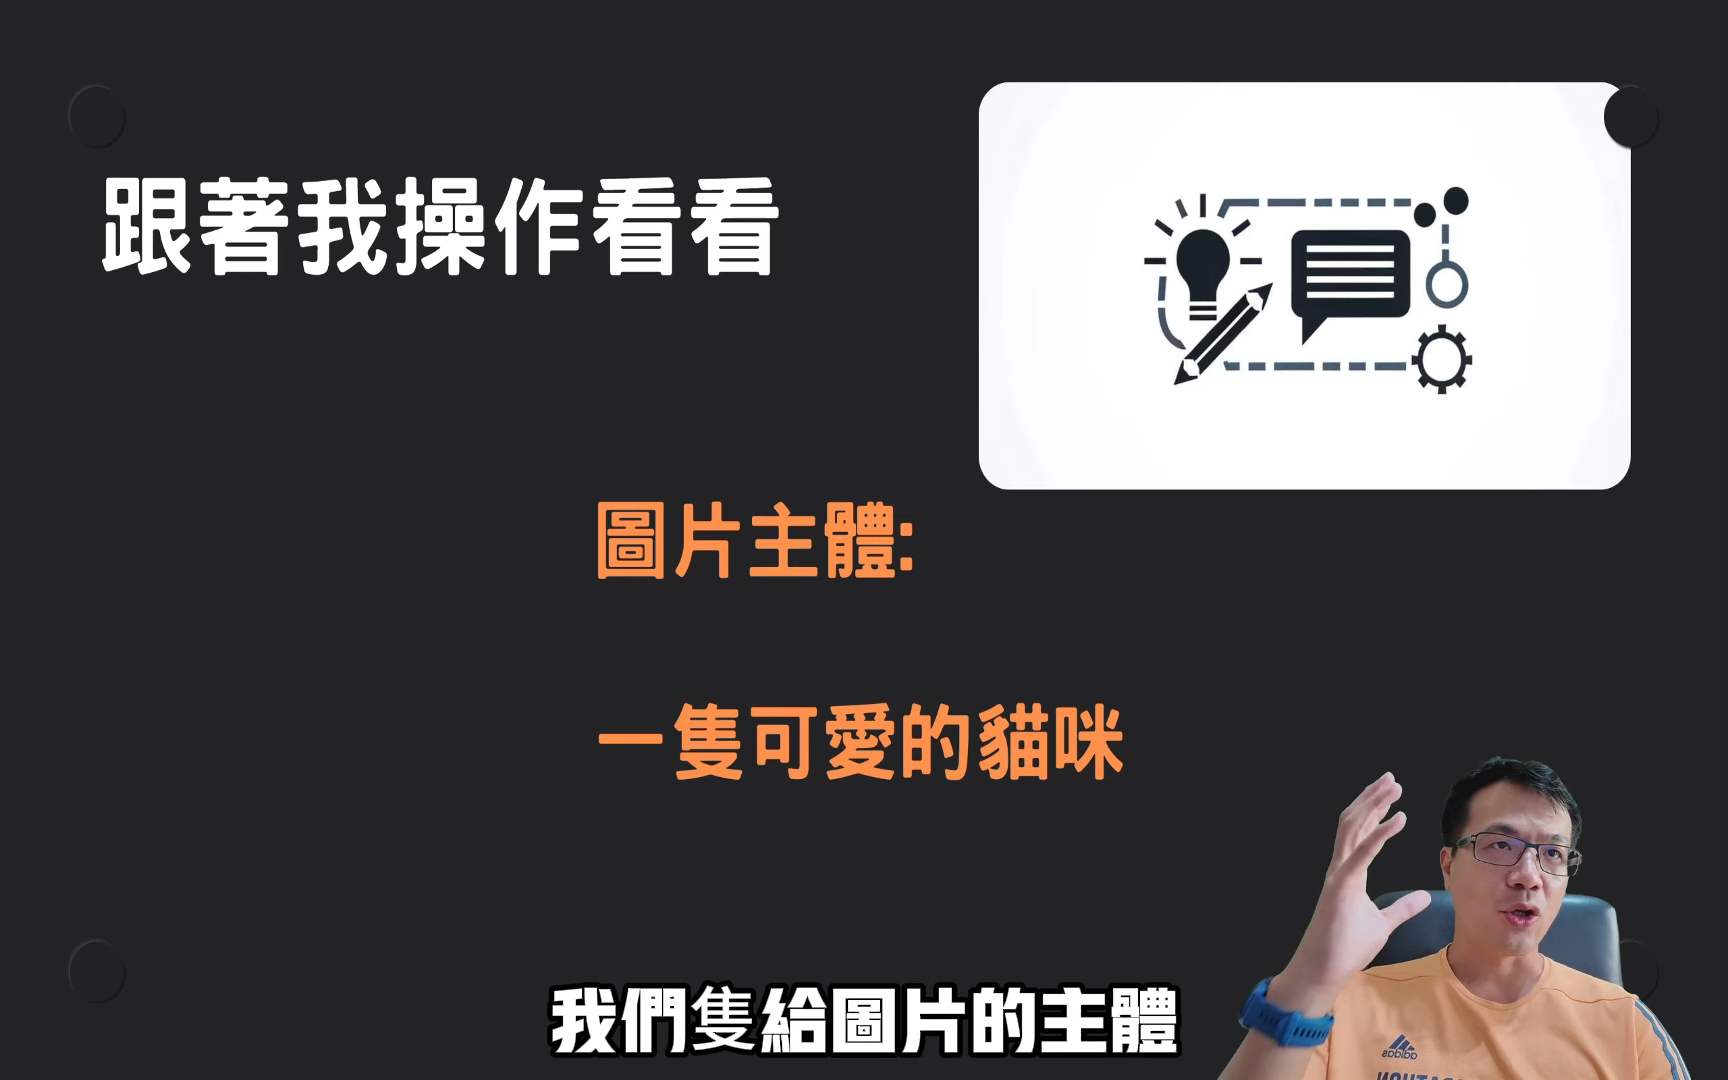 跟著我操作看看
圖片主體:
一隻可愛的貓咪
我們隻給圖片的主體
adidas